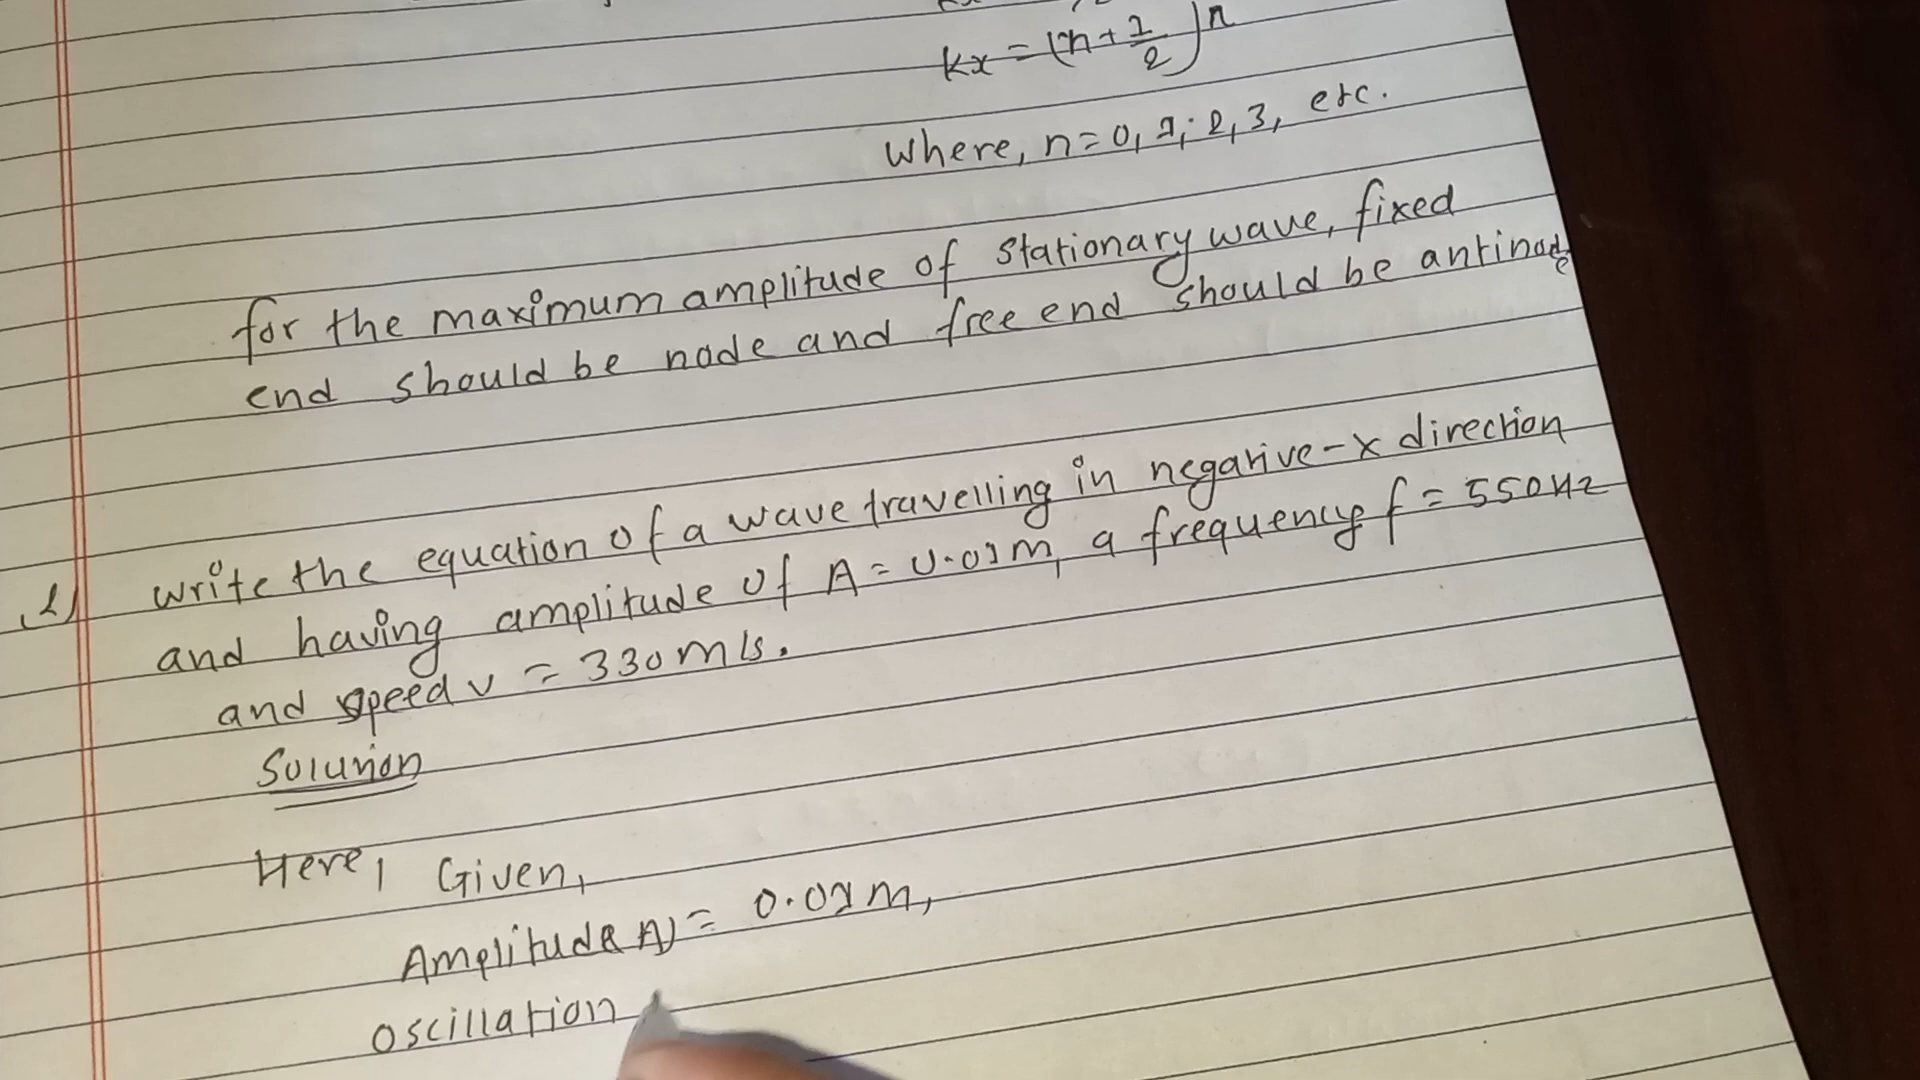 kx = (n + 1/2)π
where, n = 0, 1, 2, 3, etc.
for the maximum amplitude of stationary wave, fixed
end should be node and free end should be antinode
2) write the equation of a wave travelling in negative-x direction
and having amplitude of A = 0.01m, a frequency f = 550Hz
and speed v = 330m/s.
Solution
Here, Given,
Amplitude(A) = 0.01m,
oscillation